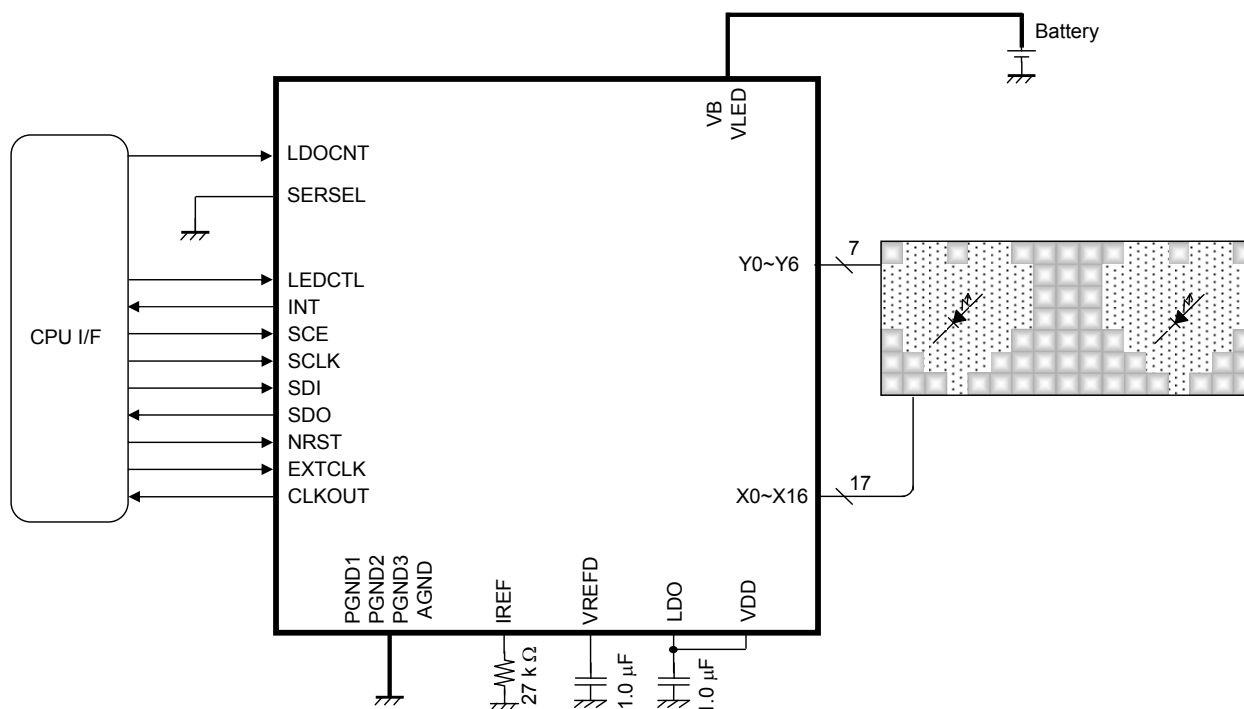 Battery
VB
VLED
LDOCNT
SERSEL
LEDCTL
INT
SCE
SCLK
SDI
SDO
NRST
EXTCLK
CLKOUT
CPU I/F
Y0~Y6
7
X0~X16
17
PGND1
PGND2
PGND3
AGND
IREF
VREFD
LDO
VDD
27 k Ω
1.0 μF
1.0 μF